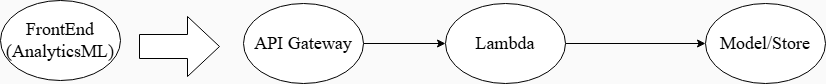 FrontEnd
(AnalyticsML)
API Gateway
Lambda
Model/Store